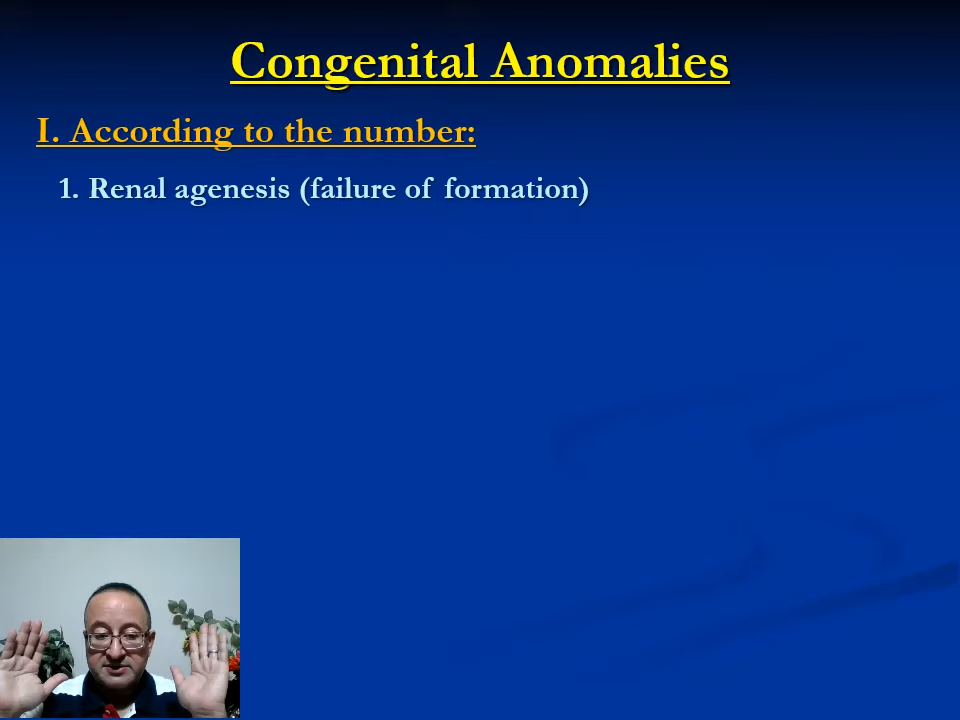 Congenital Anomalies
I. According to the number:
1. Renal agenesis (failure of formation)